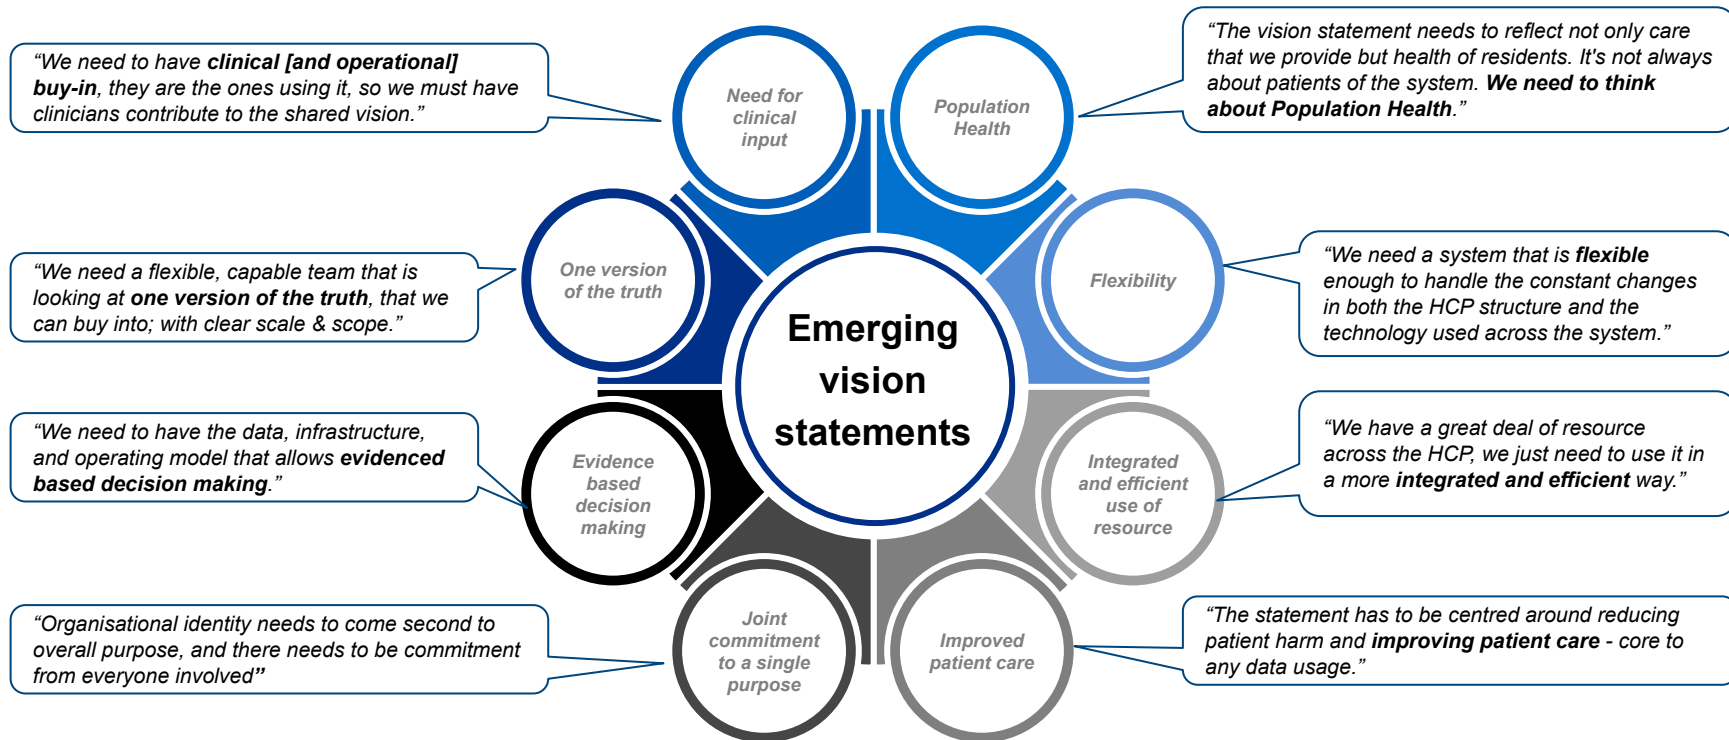 “We need to have clinical [and operational]
buy-in, they are the ones using it, so we must have
clinicians contribute to the shared vision.”
Need for
clinical
input
Population
Health
“The vision statement needs to reflect not only care
that we provide but health of residents. It's not always
about patients of the system. We need to think
about Population Health.”
“We need a flexible, capable team that is
looking at one version of the truth, that we
can buy into; with clear scale & scope.”
One version
of the truth
Flexibility
“We need a system that is flexible
enough to handle the constant changes
in both the HCP structure and the
technology used across the system.”
Emerging
vision
statements
“We need to have the data, infrastructure,
and operating model that allows evidenced
based decision making.”
Evidence
based
decision
making
Integrated
and efficient
use of
resource
“We have a great deal of resource
across the HCP, we just need to use it in
a more integrated and efficient way.”
“Organisational identity needs to come second to
overall purpose, and there needs to be commitment
from everyone involved”
Joint
commitment
to a single
purpose
Improved
patient care
“The statement has to be centred around reducing
patient harm and improving patient care - core to
any data usage.”